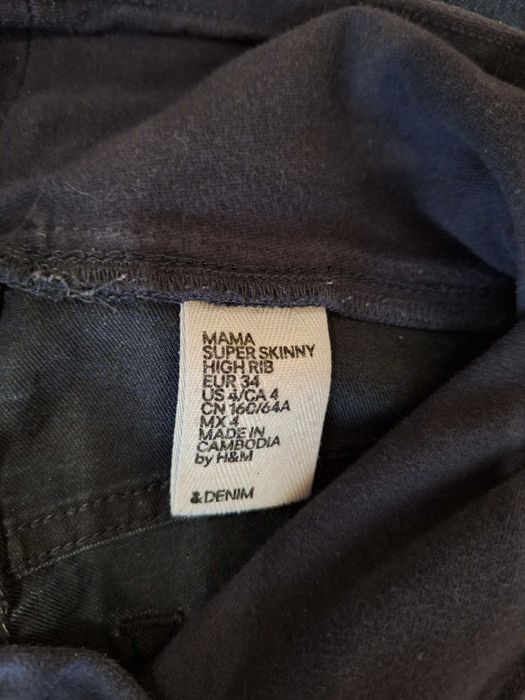 MAMA
SUPER SKINNY
HIGH RIB
EUR 34
US 4/CA 4
CN 160/64A
MX 4
MADE IN
CAMBODIA
by H&M
&DENIM